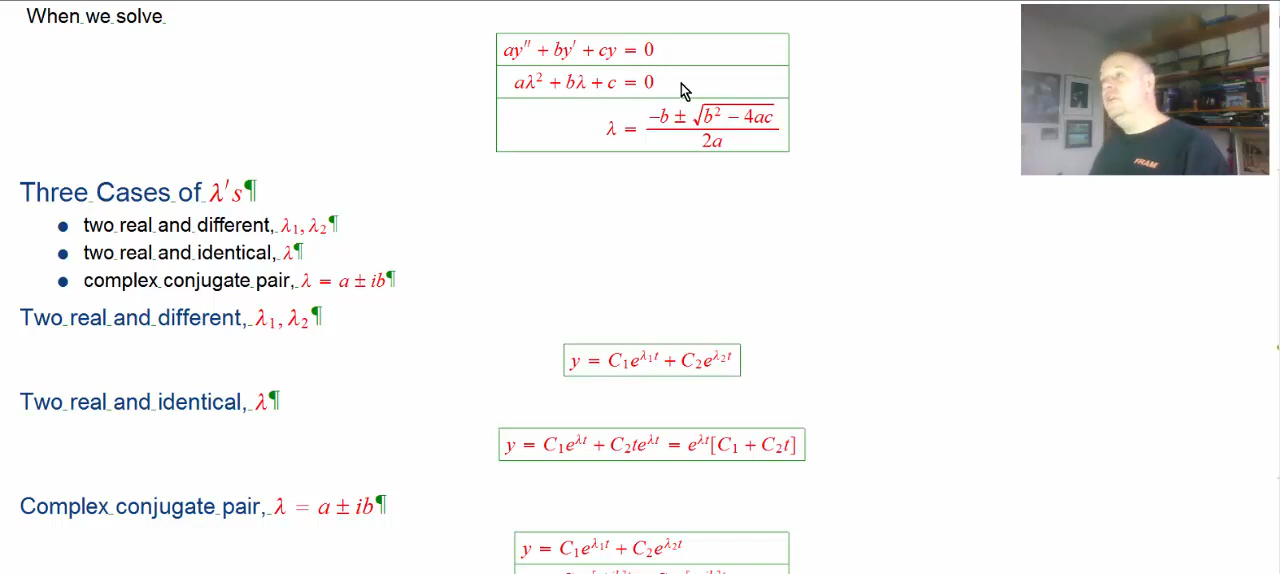 When we solve
ay″ + by′ + cy = 0
aλ² + bλ + c = 0
λ = (−b ± √(b² − 4ac)) / 2a
Three Cases of λ′s¶
• two real and different, λ₁, λ₂¶
• two real and identical, λ¶
• complex conjugate pair, λ = a ± ib¶
Two real and different, λ₁, λ₂¶
y = C₁e^{λ₁t} + C₂e^{λ₂t}
Two real and identical, λ¶
y = C₁e^{λt} + C₂te^{λt} = e^{λt}[C₁ + C₂t]
Complex conjugate pair, λ = a ± ib¶
y = C₁e^{λ₁t} + C₂e^{λ₂t}
FRAM